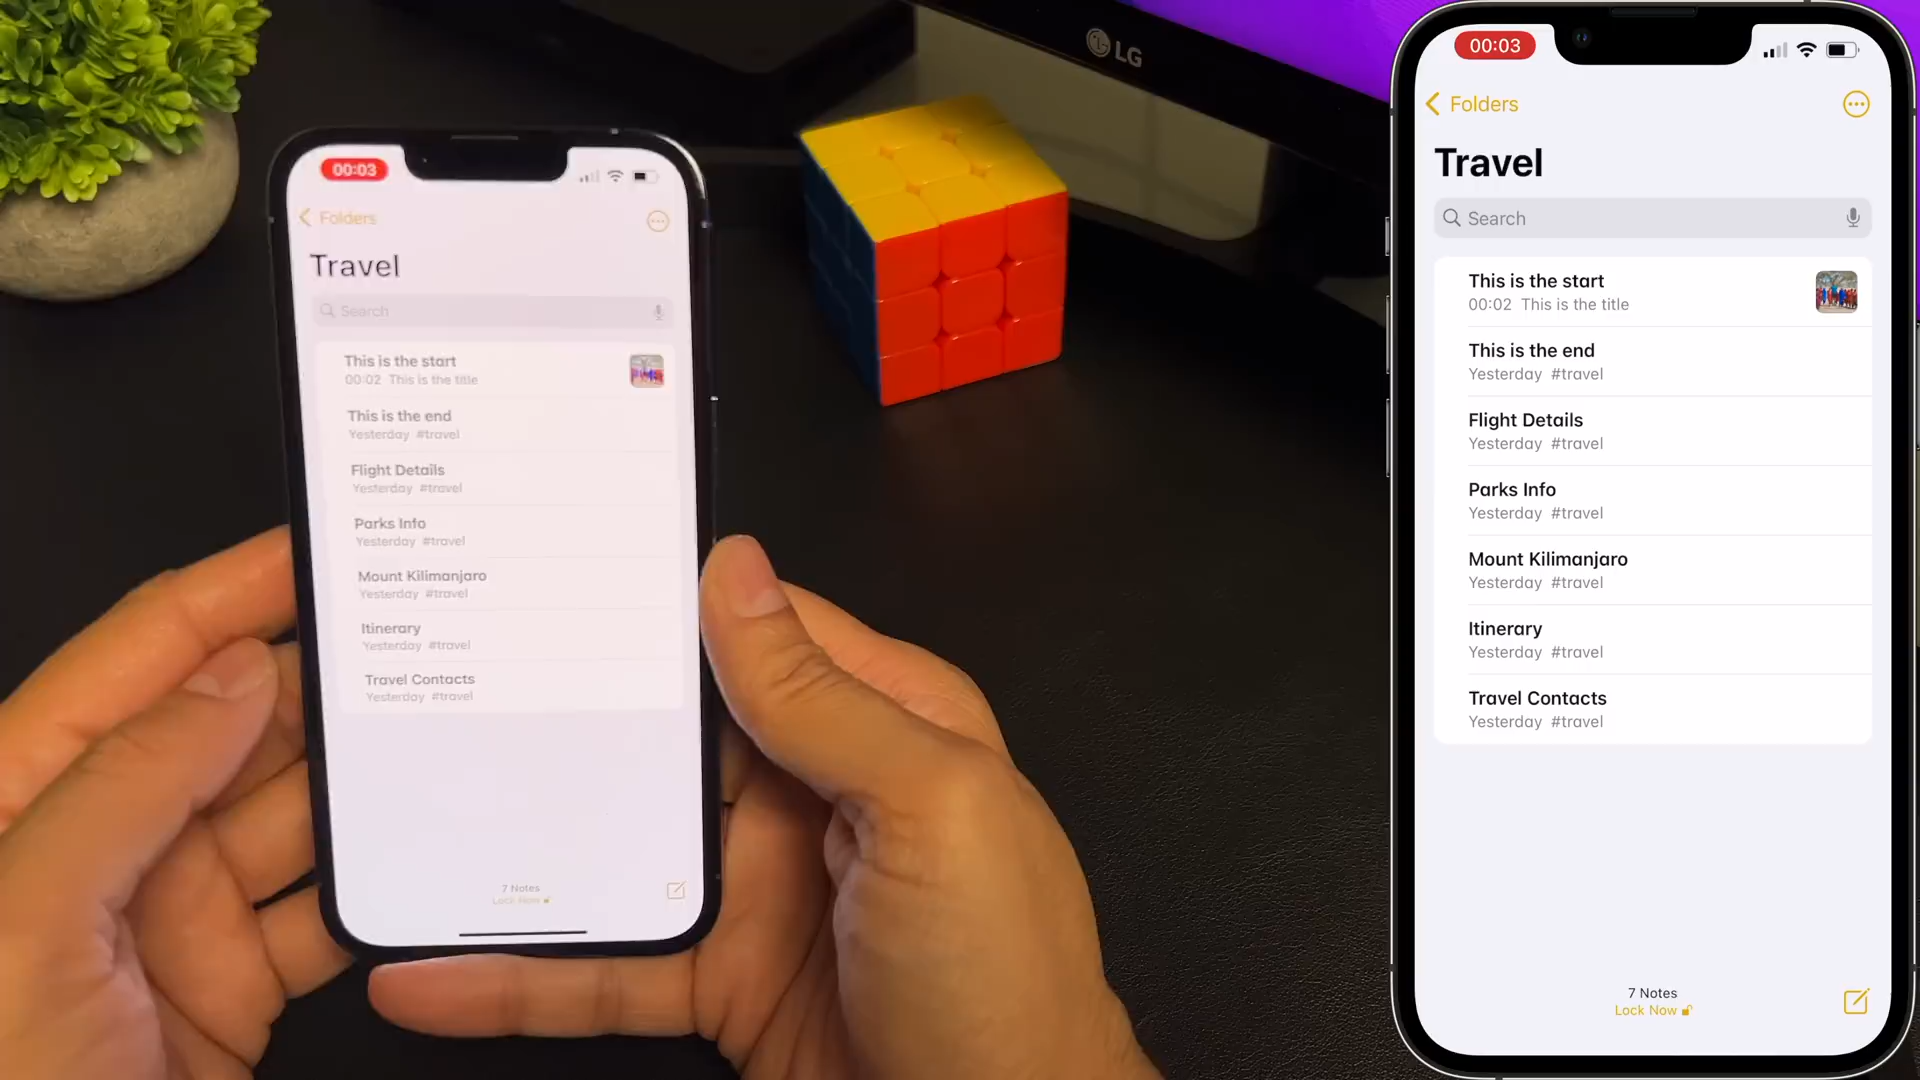 LG
00:03
Folders
Travel
Search
This is the start
00:02 This is the title
This is the end
Yesterday #travel
Flight Details
Yesterday #travel
Parks Info
Yesterday #travel
Mount Kilimanjaro
Yesterday #travel
Itinerary
Yesterday #travel
Travel Contacts
Yesterday #travel
7 Notes
Lock Now
00:03
Folders
Travel
Search
This is the start
00:02 This is the title
This is the end
Yesterday #travel
Flight Details
Yesterday #travel
Parks Info
Yesterday #travel
Mount Kilimanjaro
Yesterday #travel
Itinerary
Yesterday #travel
Travel Contacts
Yesterday #travel
7 Notes
Lock Now